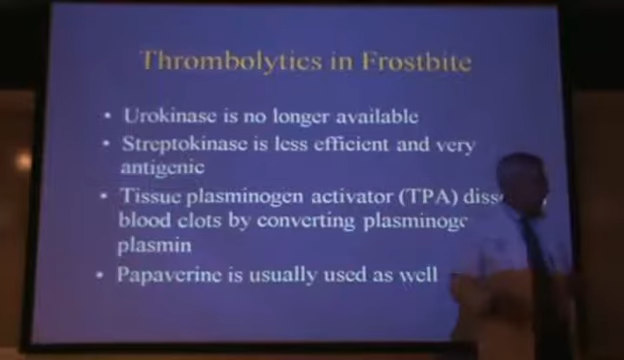 Thrombolytics in Frostbite
• Urokinase is no longer available
• Streptokinase is less efficient and very
antigenic
• Tissue plasminogen activator (TPA)
blood clots by converting
plasmin
• Papaverine is usually used as well